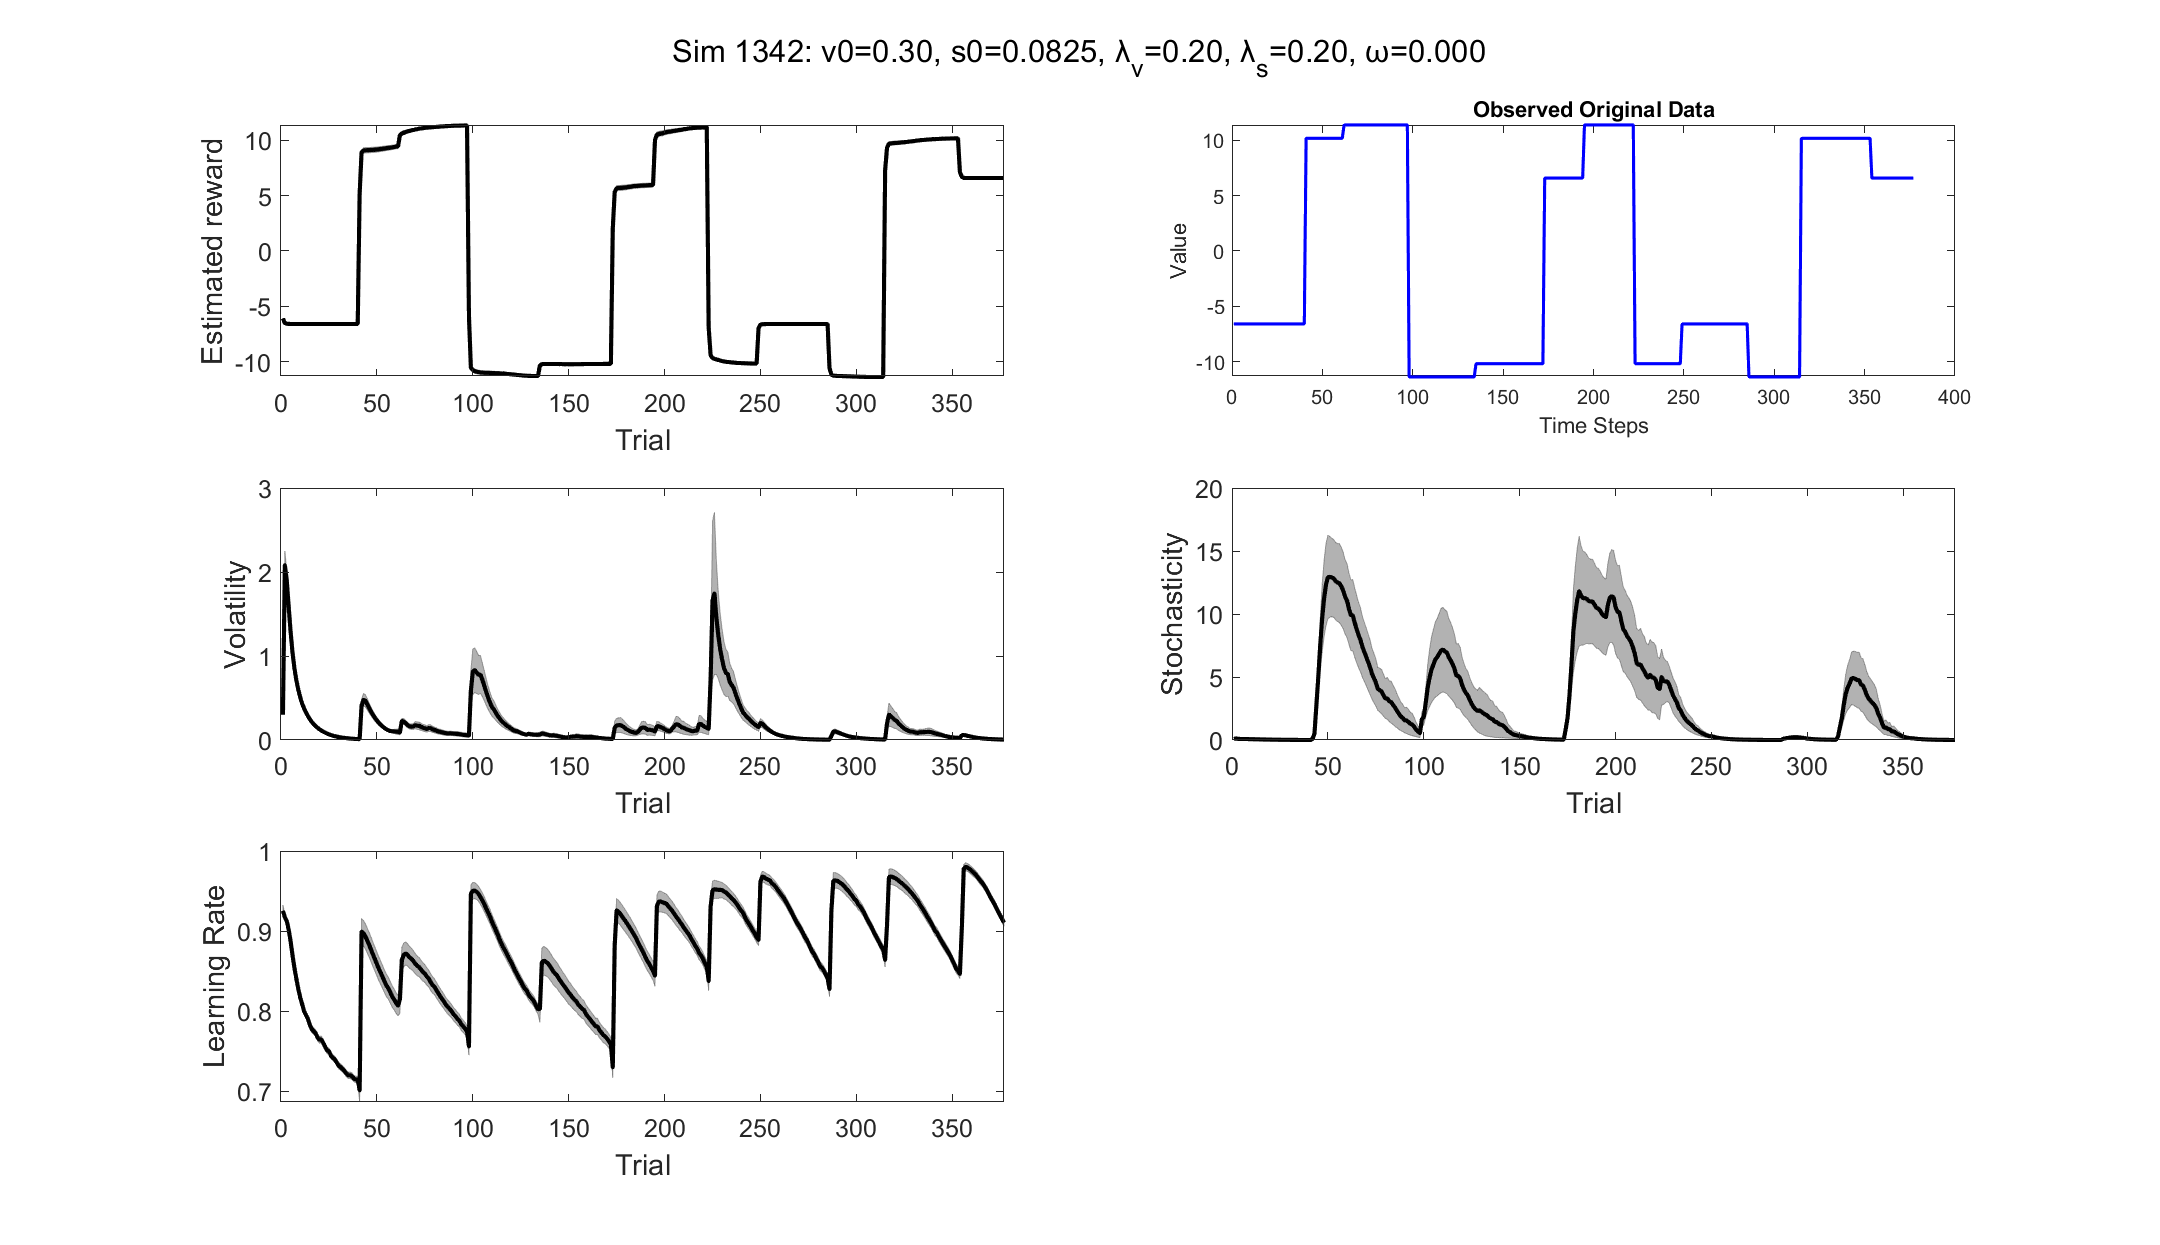 Sim 1342: v0=0.30, s0=0.0825, λ_v=0.20, λ_s=0.20, ω=0.000
Estimated reward
10
5
0
-5
-10
0 50 100 150 200 250 300 350
Trial
Observed Original Data
Value
10
5
0
-5
-10
0 50 100 150 200 250 300 350 400
Time Steps
Volatility
3
2
1
0
0 50 100 150 200 250 300 350
Trial
Stochasticity
20
15
10
5
0
0 50 100 150 200 250 300 350
Trial
Learning Rate
1
0.9
0.8
0.7
0 50 100 150 200 250 300 350
Trial